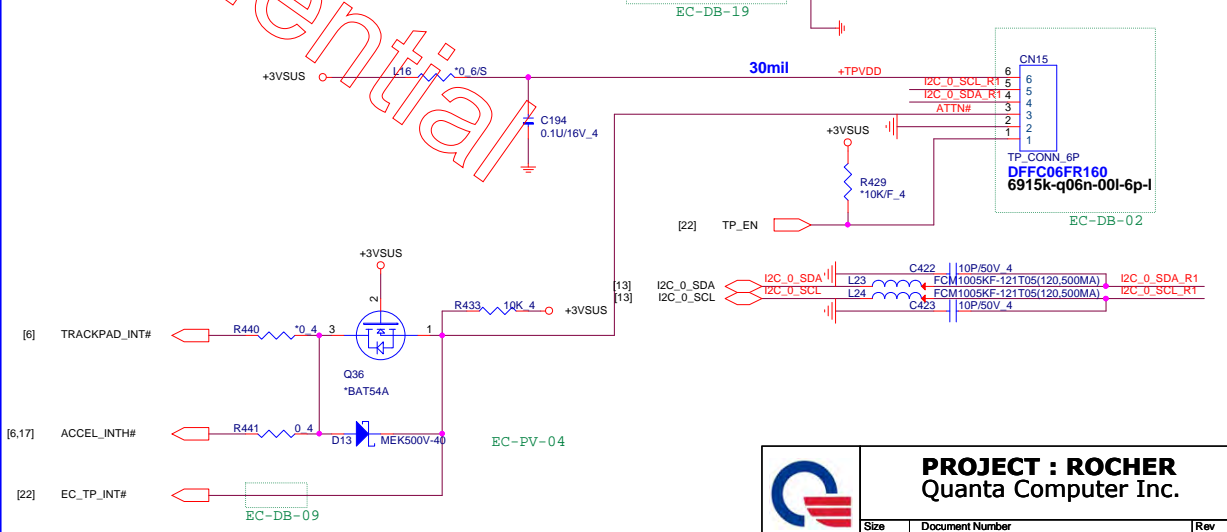 EC-DB-19
ential
+3VSUS
L16
*0_6/S
30mil
+TPVDD
CN15
6
6
I2C_0_SCL_R1
5
5
I2C_0_SDA_R1
4
4
ATTN#
3
3
2
2
1
1
C194
0.1U/16V_4
+3VSUS
TP_CONN_6P
DFFC06FR160
6915k-q06n-00l-6p-l
R429
*10K/F_4
[22] TP_EN
EC-DB-02
+3VSUS
2
[13] I2C_0_SDA
I2C_0_SDA
C422
10P/50V_4
L23
FCM1005KF-121T05(120,500MA)
I2C_0_SDA_R1
[13] I2C_0_SCL
I2C_0_SCL
L24
FCM1005KF-121T05(120,500MA)
I2C_0_SCL_R1
C423
10P/50V_4
R433
10K_4
+3VSUS
[6] TRACKPAD_INT#
R440
*0_4
3
1
Q36
*BAT54A
[6,17] ACCEL_INTH#
R441
0_4
D13
MEK500V-40
EC-PV-04
[22] EC_TP_INT#
EC-DB-09
PROJECT : ROCHER
Quanta Computer Inc.
Size
Document Number
Rev